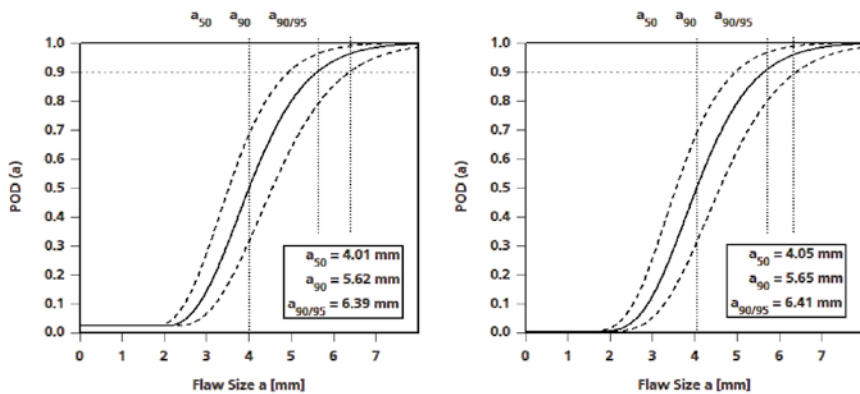 a50 a90 a90/95
1.0
0.9
0.8
0.7
0.6
0.5
0.4
0.3
0.2
0.1
0.0
POD (a)
a50 = 4.01 mm
a90 = 5.62 mm
a90/95 = 6.39 mm
0 1 2 3 4 5 6 7
Flaw Size a [mm]
a50 a90 a90/95
1.0
0.9
0.8
0.7
0.6
0.5
0.4
0.3
0.2
0.1
0.0
POD (a)
a50 = 4.05 mm
a90 = 5.65 mm
a90/95 = 6.41 mm
0 1 2 3 4 5 6 7
Flaw Size a [mm]